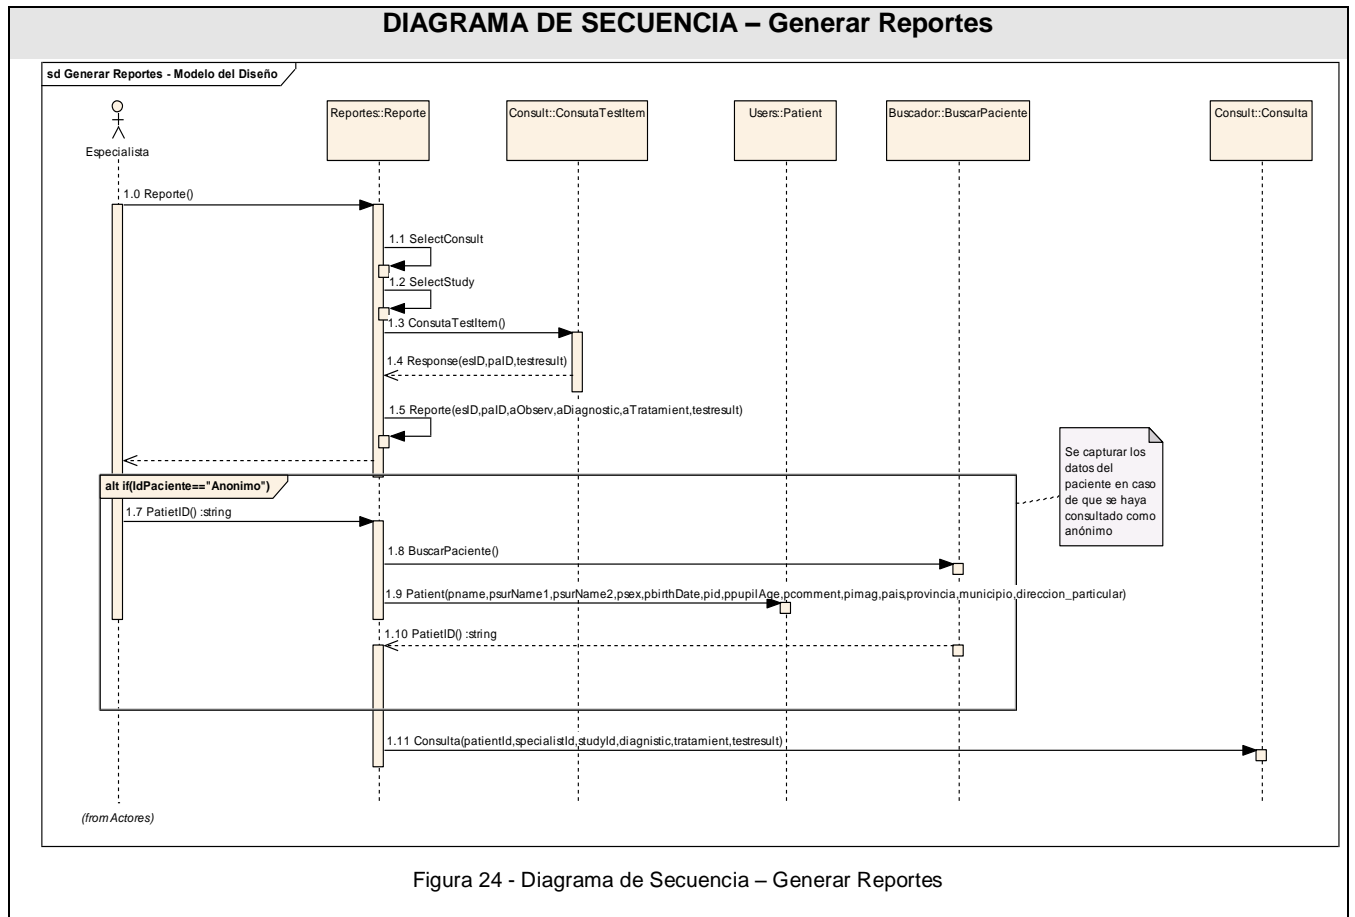 DIAGRAMA DE SECUENCIA – Generar Reportes
sd Generar Reportes - Modelo del Diseño
Especialista
Reportes::Reporte
Consult::ConsutaTestItem
Users::Patient
Buscador::BuscarPaciente
Consult::Consulta
1.0 Reporte()
1.1 SelectConsult
1.2 SelectStudy
1.3 ConsutaTestItem()
1.4 Response(esID,paID,testresult)
1.5 Reporte(esID,paID,aObserv,aDiagnostic,aTratamient,testresult)
Se capturar los
datos del
paciente en caso
de que se haya
consultado como
anónimo
alt if(IdPaciente=="Anonimo")
1.7 PatietID() :string
1.8 BuscarPaciente()
1.9 Patient(pname,psurName1,psurName2,psex,pbirthDate,pid,ppupilAge,pcomment,pimag,pais,provincia,municipio,direccion_particular)
1.10 PatietID() :string
1.11 Consulta(patientId,specialistId,studyId,diagnistic,tratamient,testresult)
(from Actores)
Figura 24 - Diagrama de Secuencia – Generar Reportes